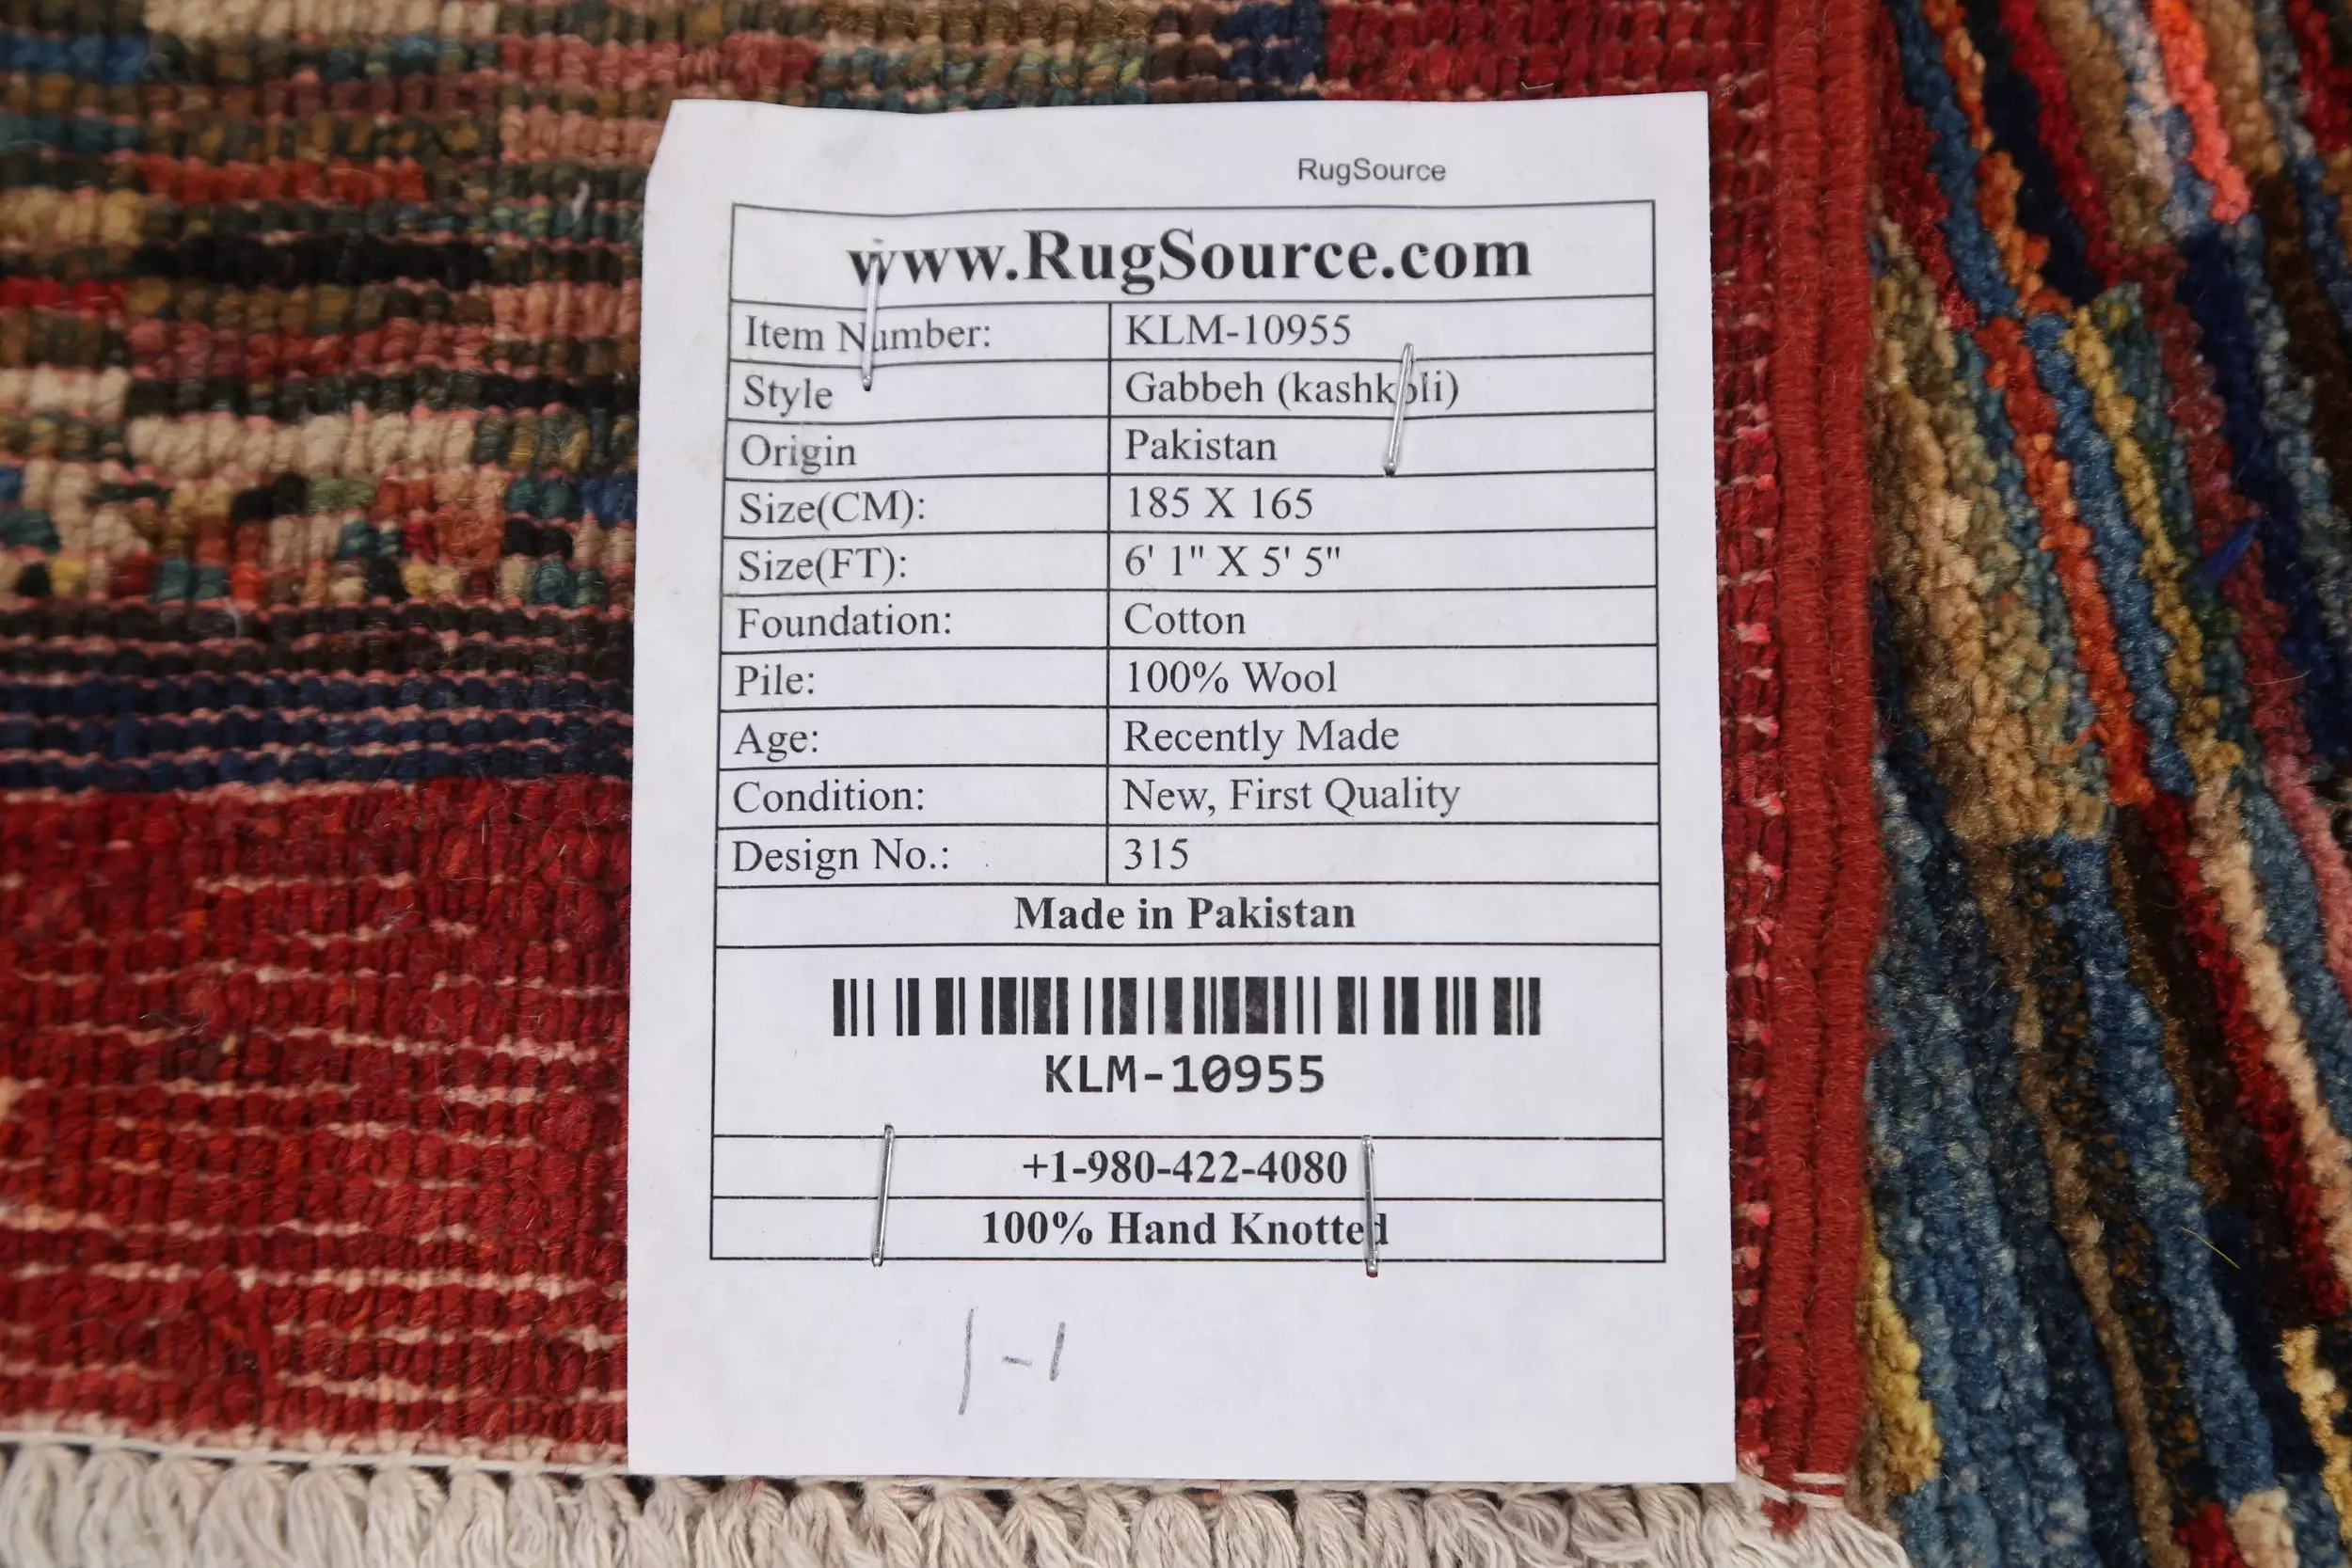 RugSource
www.RugSource.com
Item Number: KLM-10955
Style Gabbeh (kashkoli)
Origin Pakistan
Size(CM): 185 X 165
Size(FT): 6' 1" X 5' 5"
Foundation: Cotton
Pile: 100% Wool
Age: Recently Made
Condition: New, First Quality
Design No.: 315
Made in Pakistan
KLM-10955
+1-980-422-4080
100% Hand Knotted
1-1